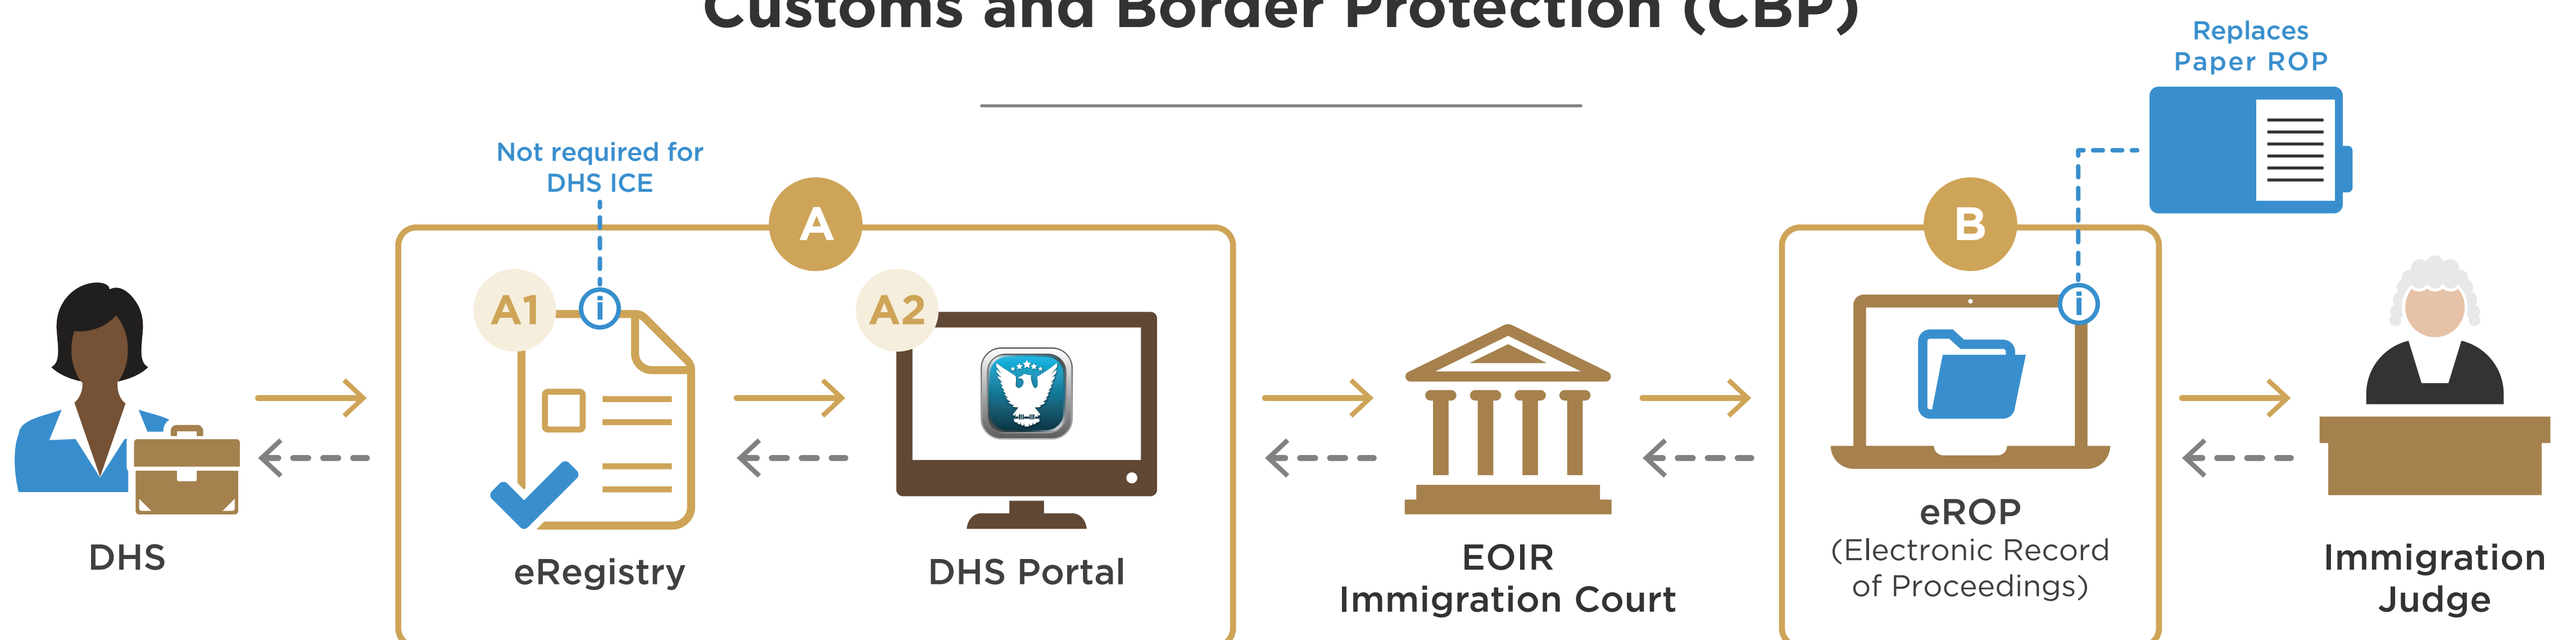 Customs and Border Protection (CBP)
Replaces
Paper ROP
Not required for
DHS ICE
A
B
A1
i
A2
i
DHS
eRegistry
DHS Portal
EOIR
Immigration Court
eROP
(Electronic Record
of Proceedings)
Immigration
Judge